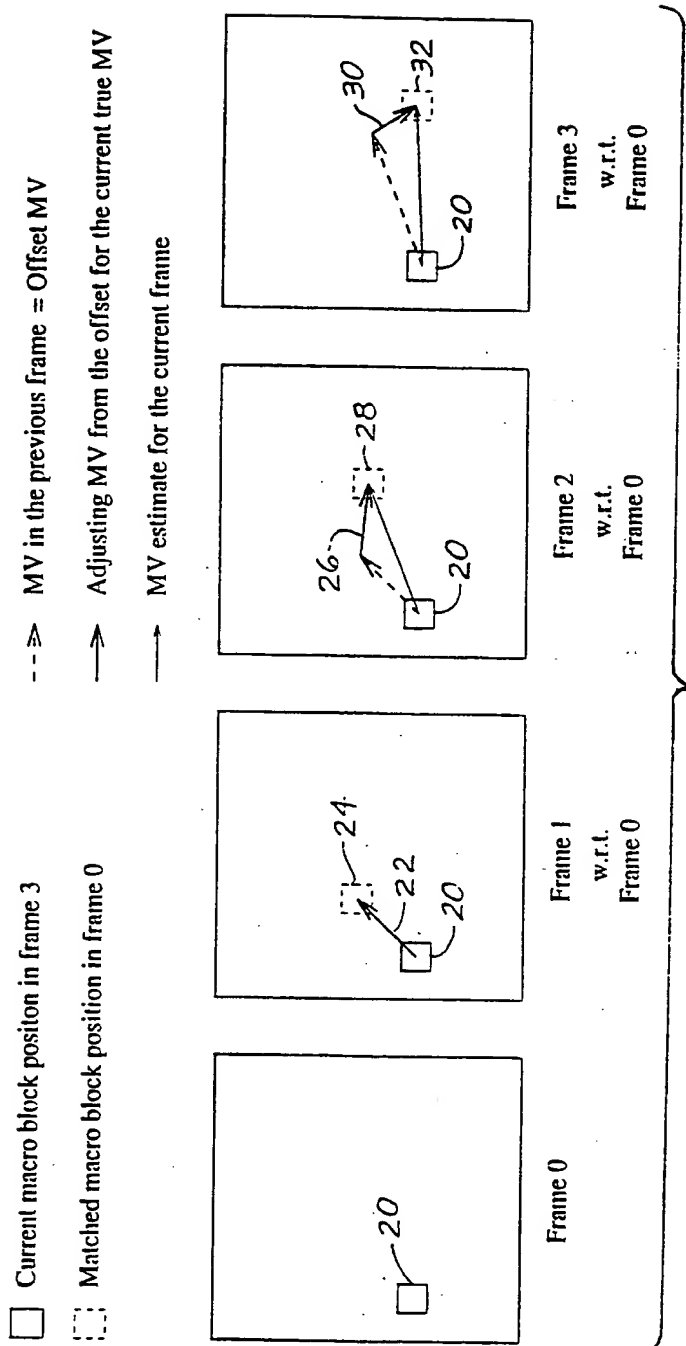 Current macro block positon in frame 3
Matched macro block position in frame 0
MV in the previous frame = Offset MV
Adjusting MV from the offset for the current true MV
MV estimate for the current frame
20
Frame 0
24
22
20
Frame 1
w.r.t.
Frame 0
26
28
20
Frame 2
w.r.t.
Frame 0
30
32
20
Frame 3
w.r.t.
Frame 0